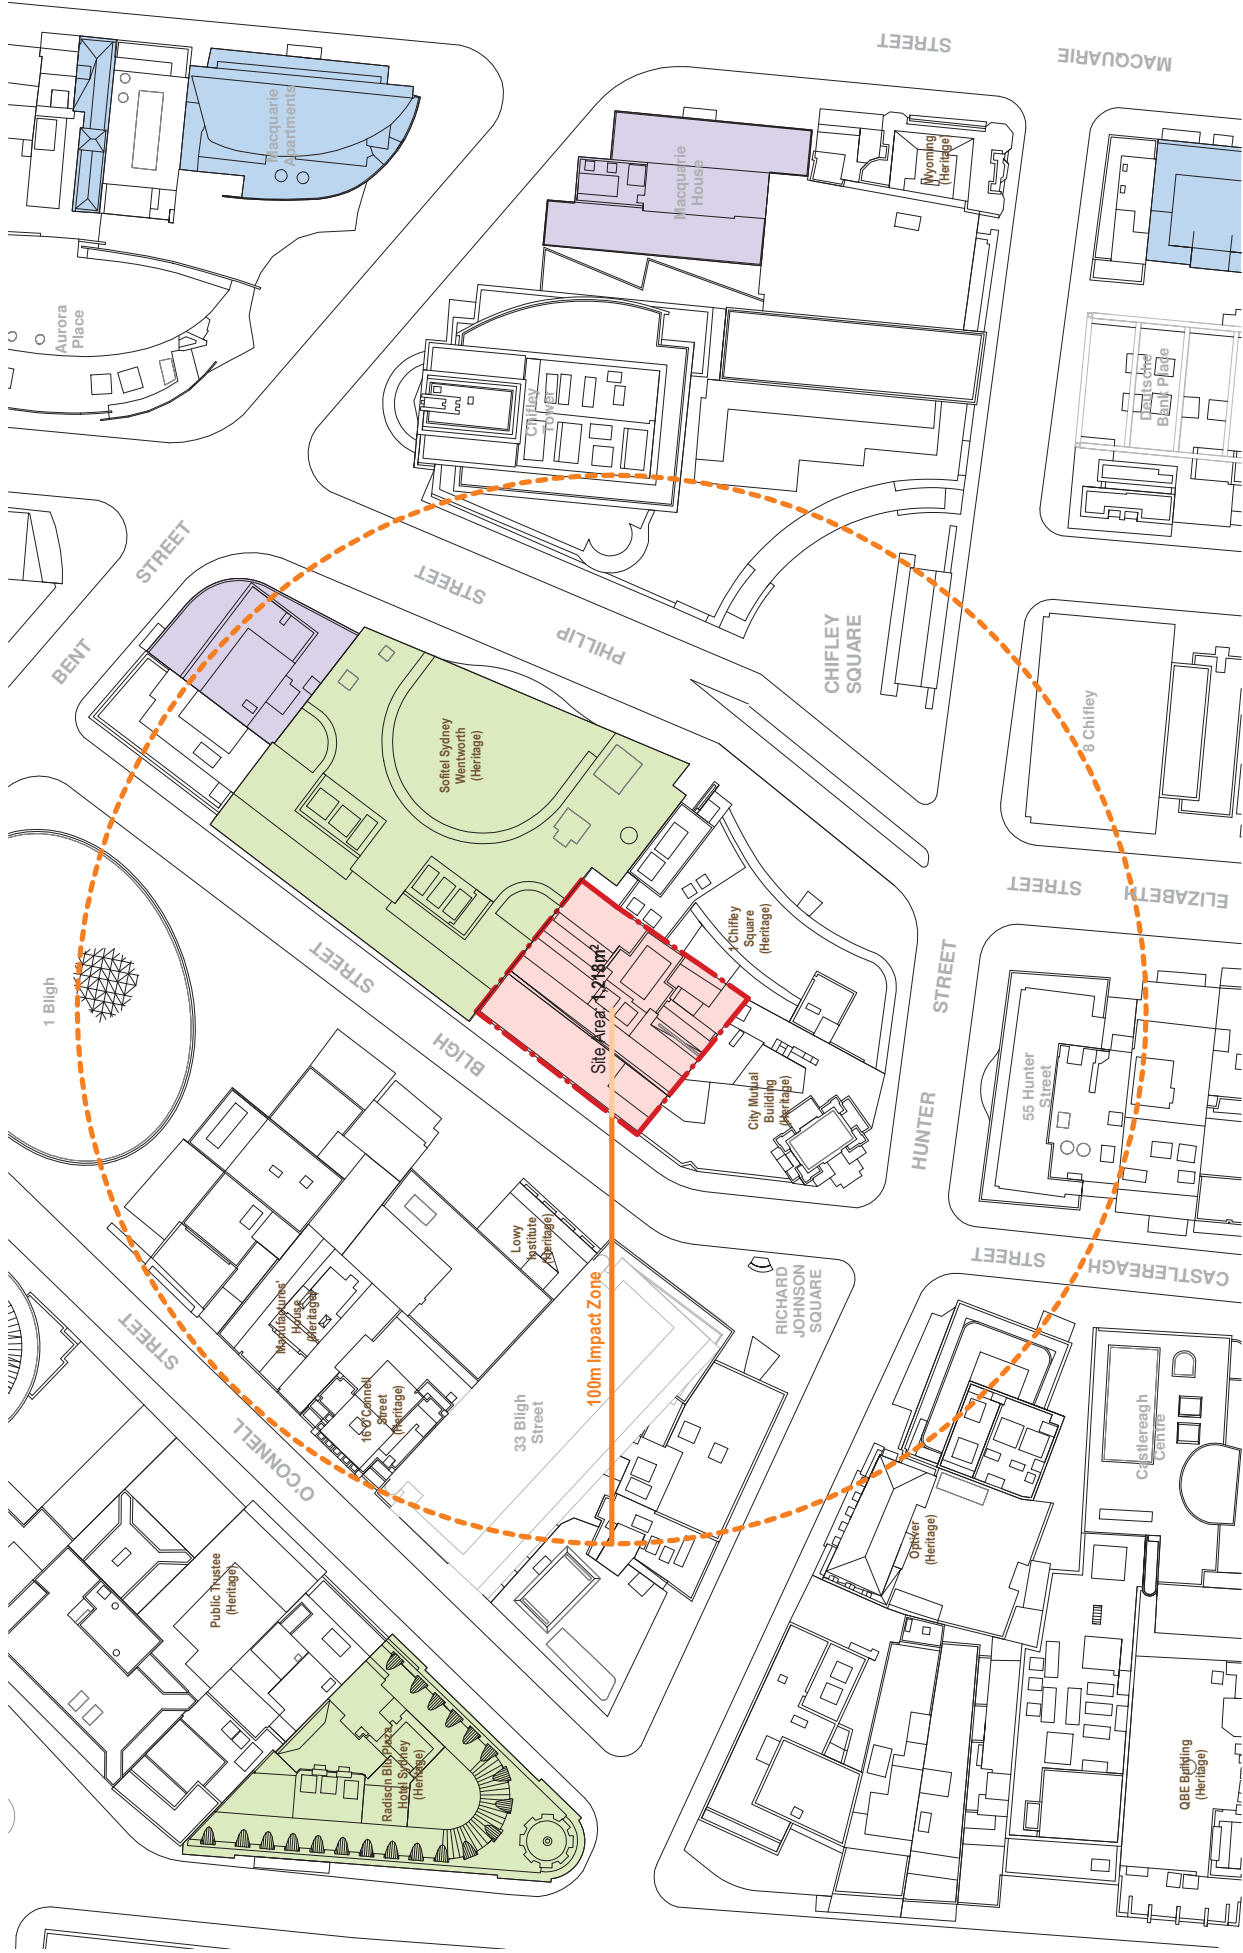 STREET
MACQUARIE
Macquarie
Apartments
Macquarie
House
Wyoming
(Heritage)
Aurora
Place
Chifley
Tower
Deutsche
Bank Place
STREET
BENT
STREET
PHILLIP
CHIFLEY
SQUARE
8 Chifley
Sofitel Sydney
Wentworth
(Heritage)
STREET
ELIZABETH
1 Bligh
STREET
BLIGH
Site Area: 1,218m²
1 Chifley
Square
(Heritage)
STREET
HUNTER
City Mutual
Building
(Heritage)
55 Hunter
Street
Lowy
Institute
(Heritage)
Manufactures'
House
(Heritage)
STREET
O'CONNELL
16 O'Connell
Street
(Heritage)
33 Bligh
Street
100m Impact Zone
RICHARD
JOHNSON
SQUARE
STREET
CASTLEREAGH
Castlereagh
Centre
Optiver
(Heritage)
Public Trustee
(Heritage)
Radison Blu Plaza
Hotel Sydney
(Heritage)
QBE Building
(Heritage)